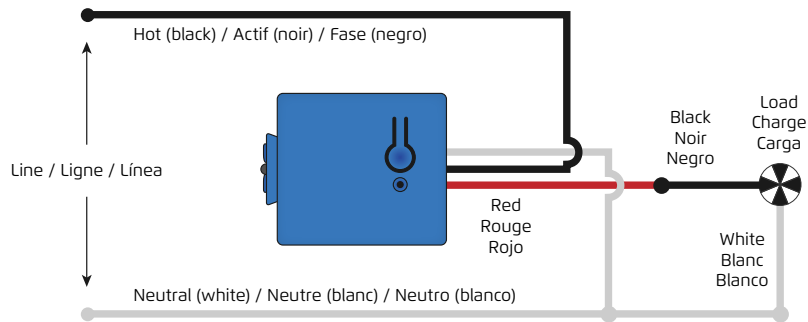 Hot (black) / Actif (noir) / Fase (negro)
Line / Ligne / Línea
Black
Noir
Negro
Load
Charge
Carga
Red
Rouge
Rojo
White
Blanc
Blanco
Neutral (white) / Neutre (blanc) / Neutro (blanco)